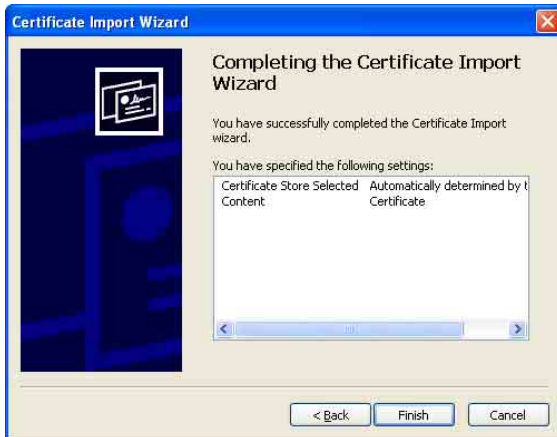 Certificate Import Wizard
Completing the Certificate Import
Wizard
You have successfully completed the Certificate Import
wizard.
You have specified the following settings:
Certificate Store Selected Automatically determined by t
Content Certificate
< Back Finish Cancel